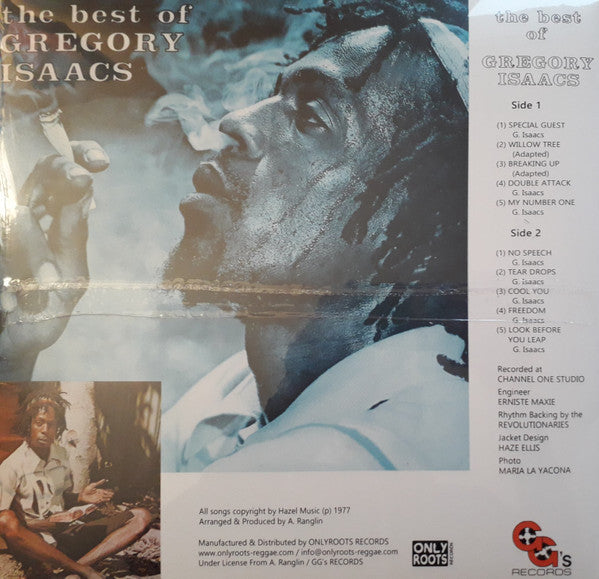 the best of
GREGORY
ISAACS
the best
of
GREGORY
ISAACS
Side 1
(1) SPECIAL GUEST
G. Isaacs
(2) WILLOW TREE
(Adapted)
(3) BREAKING UP
(Adapted)
(4) DOUBLE ATTACK
G. Isaacs
(5) MY NUMBER ONE
G. Isaacs
Side 2
(1) NO SPEECH
G. Isaacs
(2) TEAR DROPS
G. Isaacs
(3) COOL YOU
G. Isaacs
(4) FREEDOM
G. Isaacs
(5) LOOK BEFORE
YOU LEAP
G. Isaacs
Recorded at
CHANNEL ONE STUDIO
Engineer
ERNISTE MAXIE
Rhythm Backing by the
REVOLUTIONARIES
Jacket Design
HAZE ELLIS
Photo
MARIA LA YACONA
All songs copyright by Hazel Music (p) 1977
Arranged & Produced by A. Ranglin
Manufactured & Distributed by ONLYROOTS RECORDS
www.onlyroots-reggae.com / info@onlyroots-reggae.com
Under License From A. Ranglin / GG's RECORDS
ONLY
ROOTS
RECORDS
GG's
RECORDS